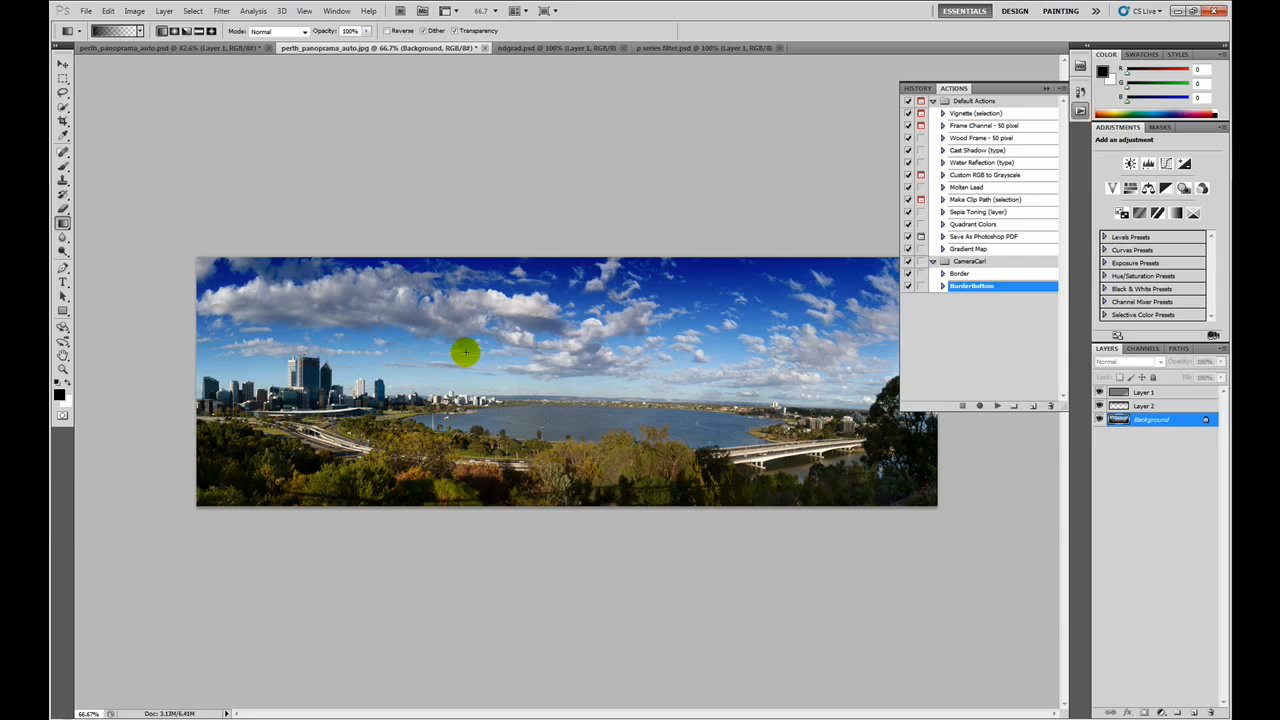 Ps File Edit Image Layer Select Filter Analysis 3D View Window Help Mb 66.7 ESSENTIALS DESIGN PAINTING CS Live
Mode: Normal Opacity: 100% Reverse Dither Transparency
perth_panoprama_auto.psd @ 82.6% (Layer 1, RGB/8#) * perth_panoprama_auto.jpg @ 66.7% (Background, RGB/8#) * ndgrad.psd @ 100% (Layer 1, RGB/8) p series filter.psd @ 100% (Layer 1, RGB/8)
COLOR SWATCHES STYLES
R 0
G 0
B 0
HISTORY ACTIONS
Default Actions
Vignette (selection)
Frame Channel - 50 pixel
Wood Frame - 50 pixel
Cast Shadow (type)
Water Reflection (type)
Custom RGB to Grayscale
Molten Lead
Make Clip Path (selection)
Sepia Toning (layer)
Quadrant Colors
Save As Photoshop PDF
Gradient Map
CameraCarl
Border
BorderBottom
ADJUSTMENTS MASKS
Add an adjustment
Levels Presets
Curves Presets
Exposure Presets
Hue/Saturation Presets
Black & White Presets
Channel Mixer Presets
Selective Color Presets
LAYERS CHANNELS PATHS
Normal Opacity: 100%
Lock: Fill: 100%
Layer 1
Layer 2
Background
66.67% Doc: 3.13M/6.41M